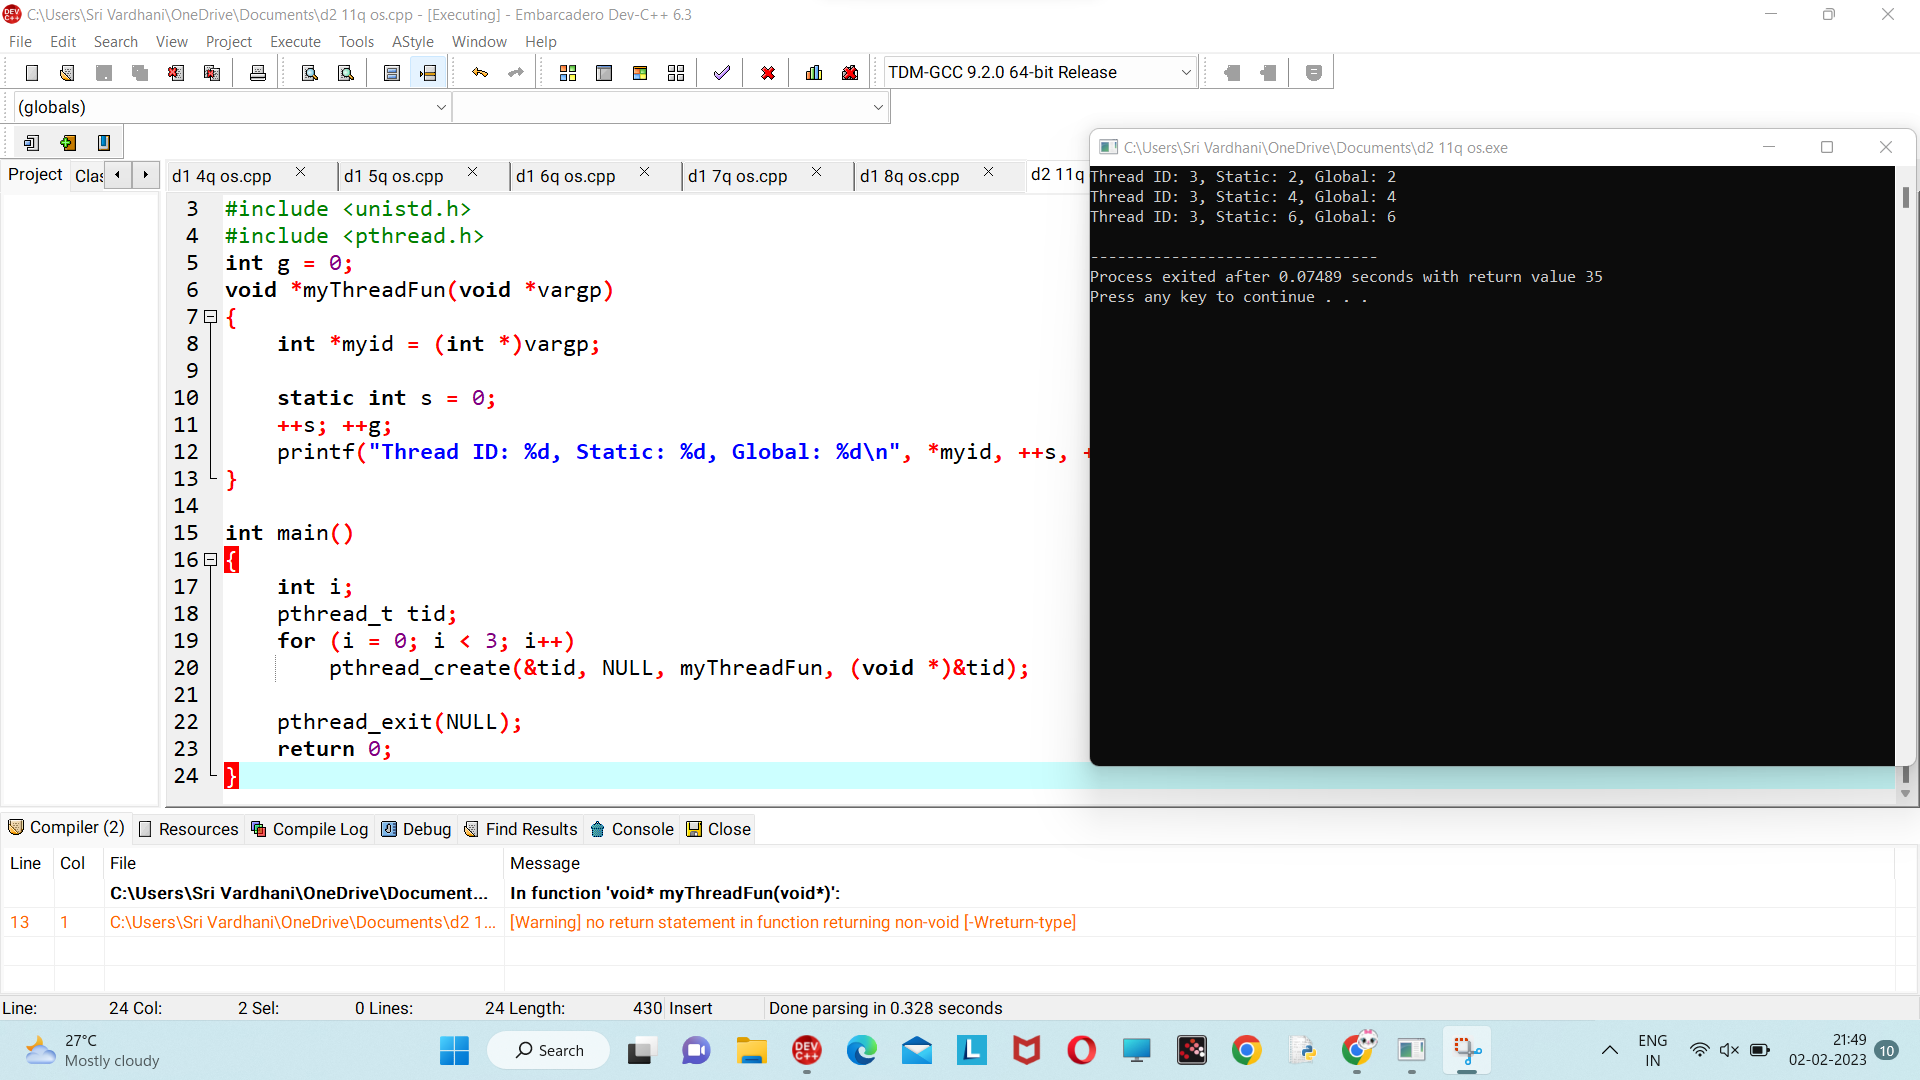 C:\Users\Sri Vardhani\OneDrive\Documents\d2 11q os.cpp - [Executing] - Embarcadero Dev-C++ 6.3
File Edit Search View Project Execute Tools AStyle Window Help
TDM-GCC 9.2.0 64-bit Release
(globals)
Project Clas
d1 4q os.cpp d1 5q os.cpp d1 6q os.cpp d1 7q os.cpp d1 8q os.cpp d2 11q
3 #include <unistd.h>
4 #include <pthread.h>
5 int g = 0;
6 void *myThreadFun(void *vargp)
7 {
8 int *myid = (int *)vargp;
9
10 static int s = 0;
11 ++s; ++g;
12 printf("Thread ID: %d, Static: %d, Global: %d\n", *myid, ++s, +
13 }
14
15 int main()
16 {
17 int i;
18 pthread_t tid;
19 for (i = 0; i < 3; i++)
20 pthread_create(&tid, NULL, myThreadFun, (void *)&tid);
21
22 pthread_exit(NULL);
23 return 0;
24 }
C:\Users\Sri Vardhani\OneDrive\Documents\d2 11q os.exe
Thread ID: 3, Static: 2, Global: 2
Thread ID: 3, Static: 4, Global: 4
Thread ID: 3, Static: 6, Global: 6
--------------------------------
Process exited after 0.07489 seconds with return value 35
Press any key to continue . . .
Compiler (2) Resources Compile Log Debug Find Results Console Close
Line Col File Message
C:\Users\Sri Vardhani\OneDrive\Document... In function 'void* myThreadFun(void*)':
13 1 C:\Users\Sri Vardhani\OneDrive\Documents\d2 1... [Warning] no return statement in function returning non-void [-Wreturn-type]
Line: 24 Col: 2 Sel: 0 Lines: 24 Length: 430 Insert Done parsing in 0.328 seconds
27°C
Mostly cloudy
Search
DEV C++
L
ENG
IN
21:49
02-02-2023
10